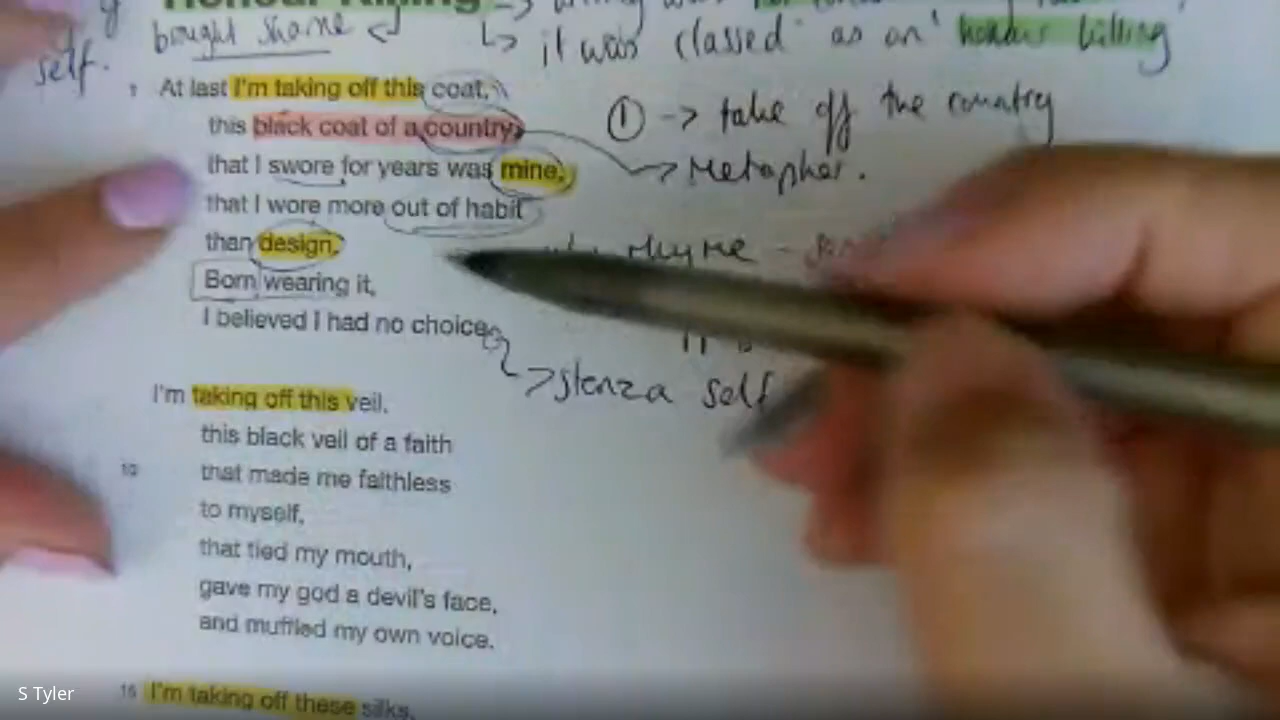 Honour Killing
bought shame
self.
↳ it was 'classed' as an 'honour killing
1 At last I'm taking off this coat,
this black coat of a country
that I swore for years was mine,
that I wore more out of habit
than design.
Born wearing it,
I believed I had no choice.
① -> take off the country
-> Metaphor.
rhyme -
-> stanza self
I'm taking off this veil,
this black veil of a faith
10 that made me faithless
to myself,
that tied my mouth,
gave my god a devil's face,
and muffled my own voice.
15 I'm taking off these silks,
S Tyler